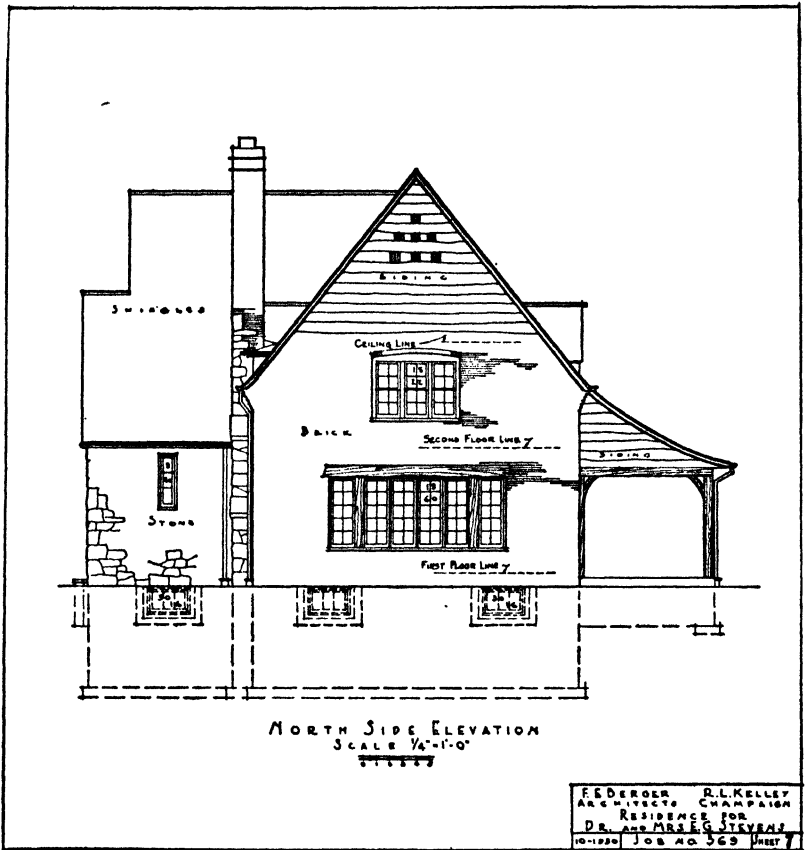 SIDING
SHINGLES
CEILING LINE
BRICK
SECOND FLOOR LINE
SIDING
STONE
FIRST FLOOR LINE
NORTH SIDE ELEVATION
SCALE 1/4"=1'-0"
F.E BERGER R.L. KELLEY
ARCHITECTS CHAMPAIGN
RESIDENCE FOR
DR. AND MRS E.G. STEVENS
10-1930 JOB NO. 369 SHEET 7